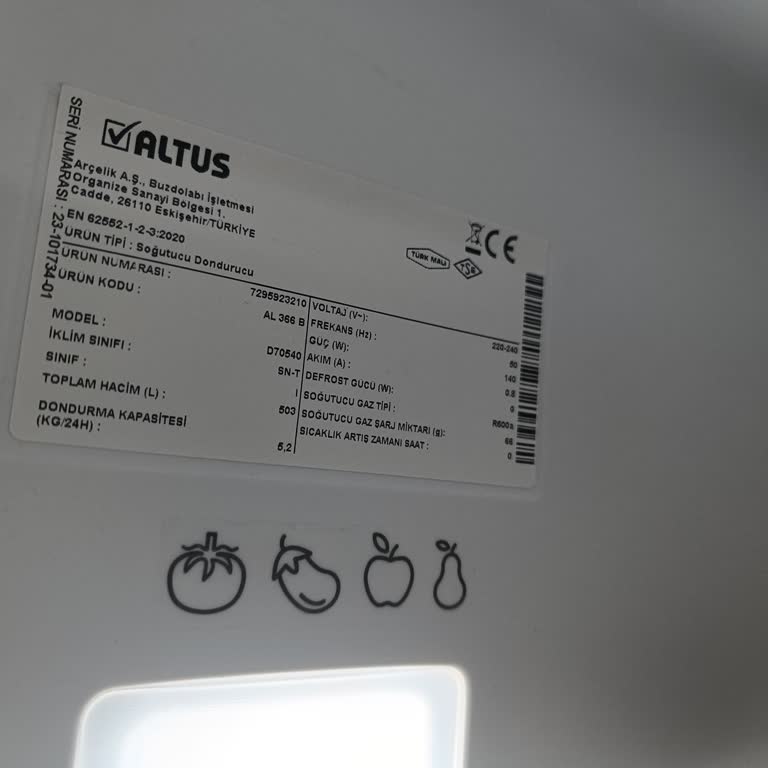 ALTUS
Arçelik A.Ş., Buzdolabı İşletmesi
Organize Sanayi Bölgesi 1.
Cadde, 26110 Eskişehir/TÜRKİYE
EN 62552-1-2-3:2020
ÜRÜN TİPİ : Soğutucu Dondurucu
SERİ NUMARASI : 23-101734-01
CE
TÜRK MALI
TSE
ÜRÜN NUMARASI : 7295923210
ÜRÜN KODU : AL 366 B
MODEL : D70540
İKLİM SINIFI : SN-T
SINIF : I
TOPLAM HACİM (L) : 503
DONDURMA KAPASİTESİ
(KG/24H) : 5,2
VOLTAJ (V~): 220-240
FREKANS (Hz) : 50
GÜÇ (W): 140
AKIM (A) : 0.8
DEFROST GÜCÜ (W): 0
SOĞUTUCU GAZ TİPİ : R600a
SOĞUTUCU GAZ ŞARJ MİKTARI (g): 66
SICAKLIK ARTIŞ ZAMANI SAAT : 0